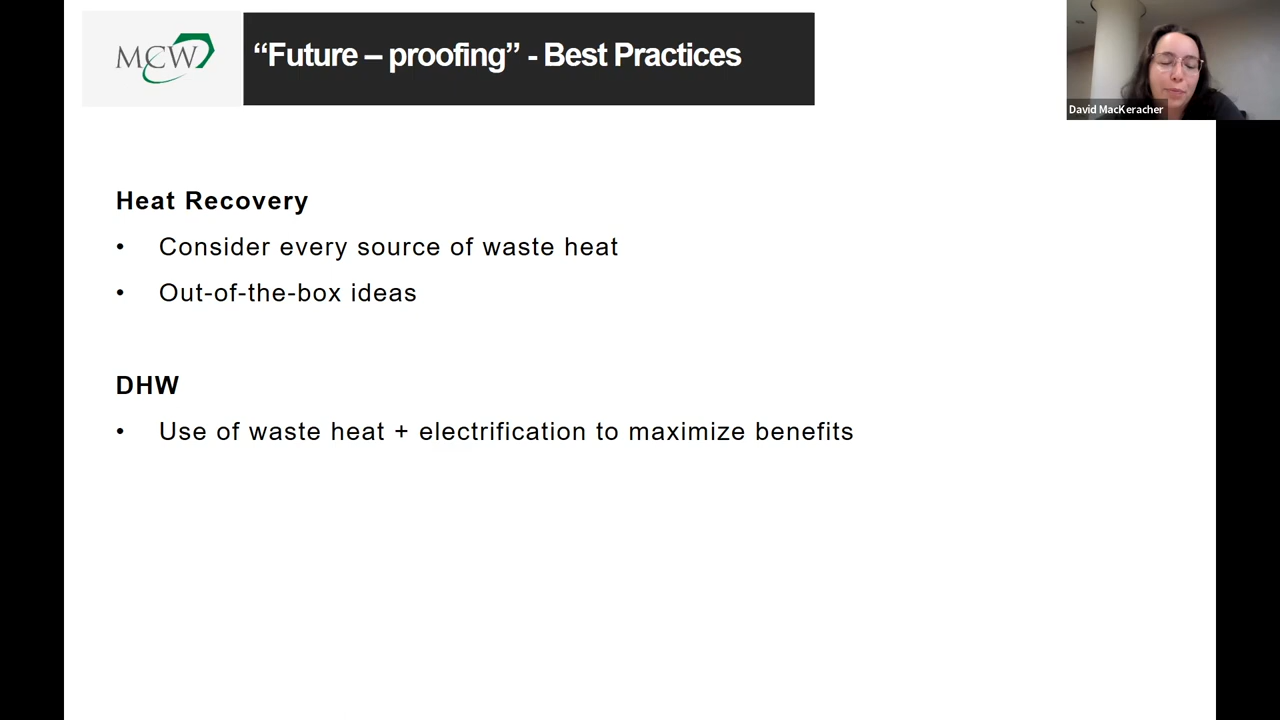 MCW
“Future – proofing” - Best Practices
David MacKeracher
Heat Recovery
• Consider every source of waste heat
• Out-of-the-box ideas
DHW
• Use of waste heat + electrification to maximize benefits